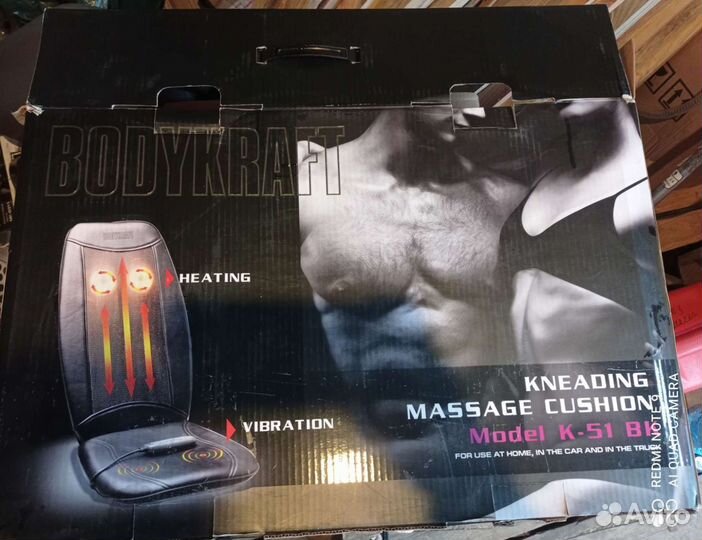 BODYKRAFT
HEATING
VIBRATION
KNEADING
MASSAGE CUSHION
Model K-51
FOR USE AT HOME, IN THE CAR AND IN THE TRUCK
REDMI NOTE 9
AI QUAD CAMERA
Avito